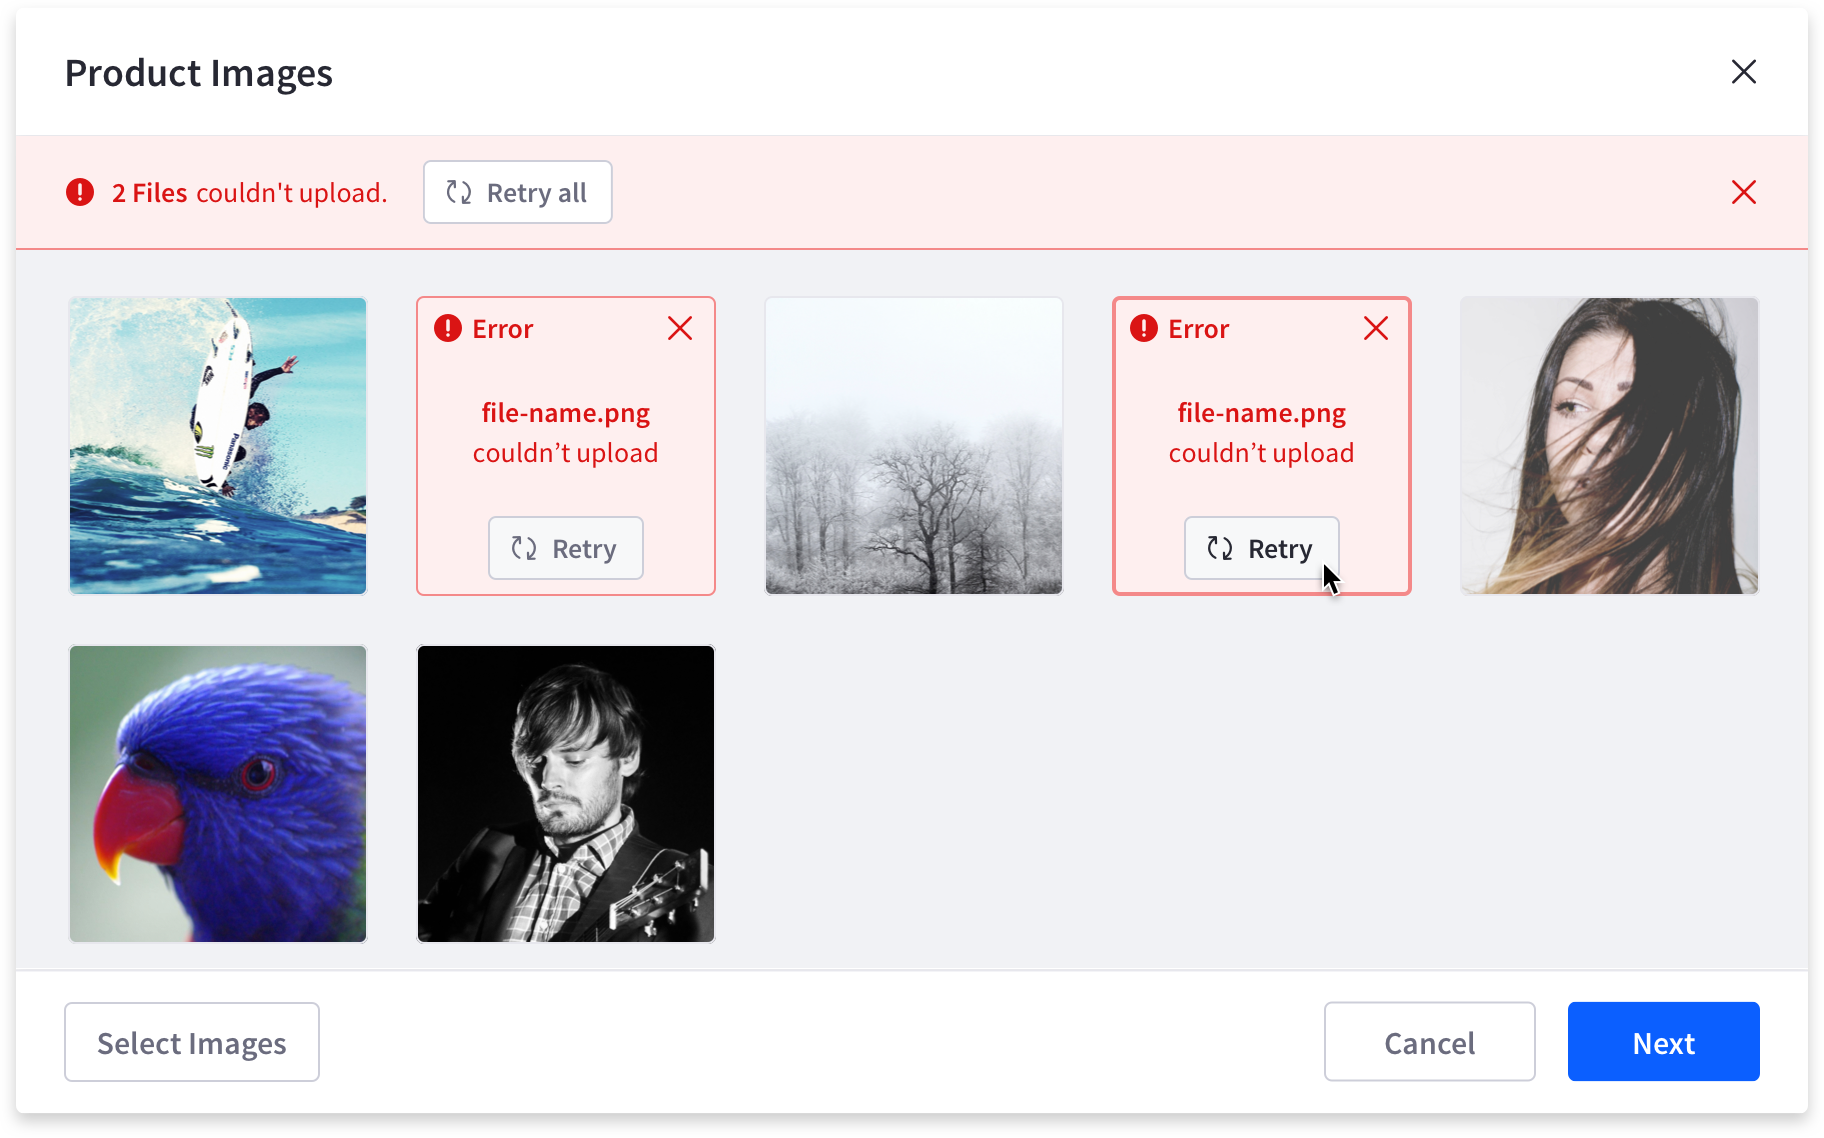 Product Images
2 Files couldn't upload.
Retry all
Error
Error
file-name.png
file-name.png
couldn’t upload
couldn’t upload
Retry
Retry
Panasonic
Select Images
Cancel
Next